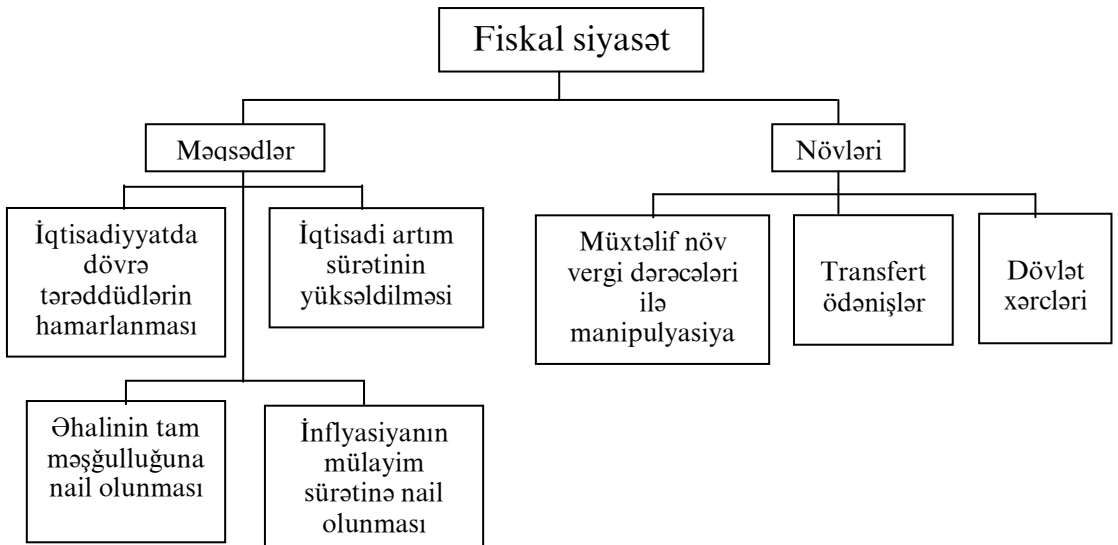 Fiskal siyasət
Məqsədlər
Növləri
İqtisadiyyatda
dövrə
tərəddüdlərin
hamarlanması
İqtisadi artım
sürətinin
yüksəldilməsi
Müxtəlif növ
vergi dərəcələri
ilə
manipulyasiya
Transfert
ödənişlər
Dövlət
xərcləri
Əhalinin tam
məşğulluğuna
nail olunması
İnflyasiyanın
mülayim
sürətinə nail
olunması